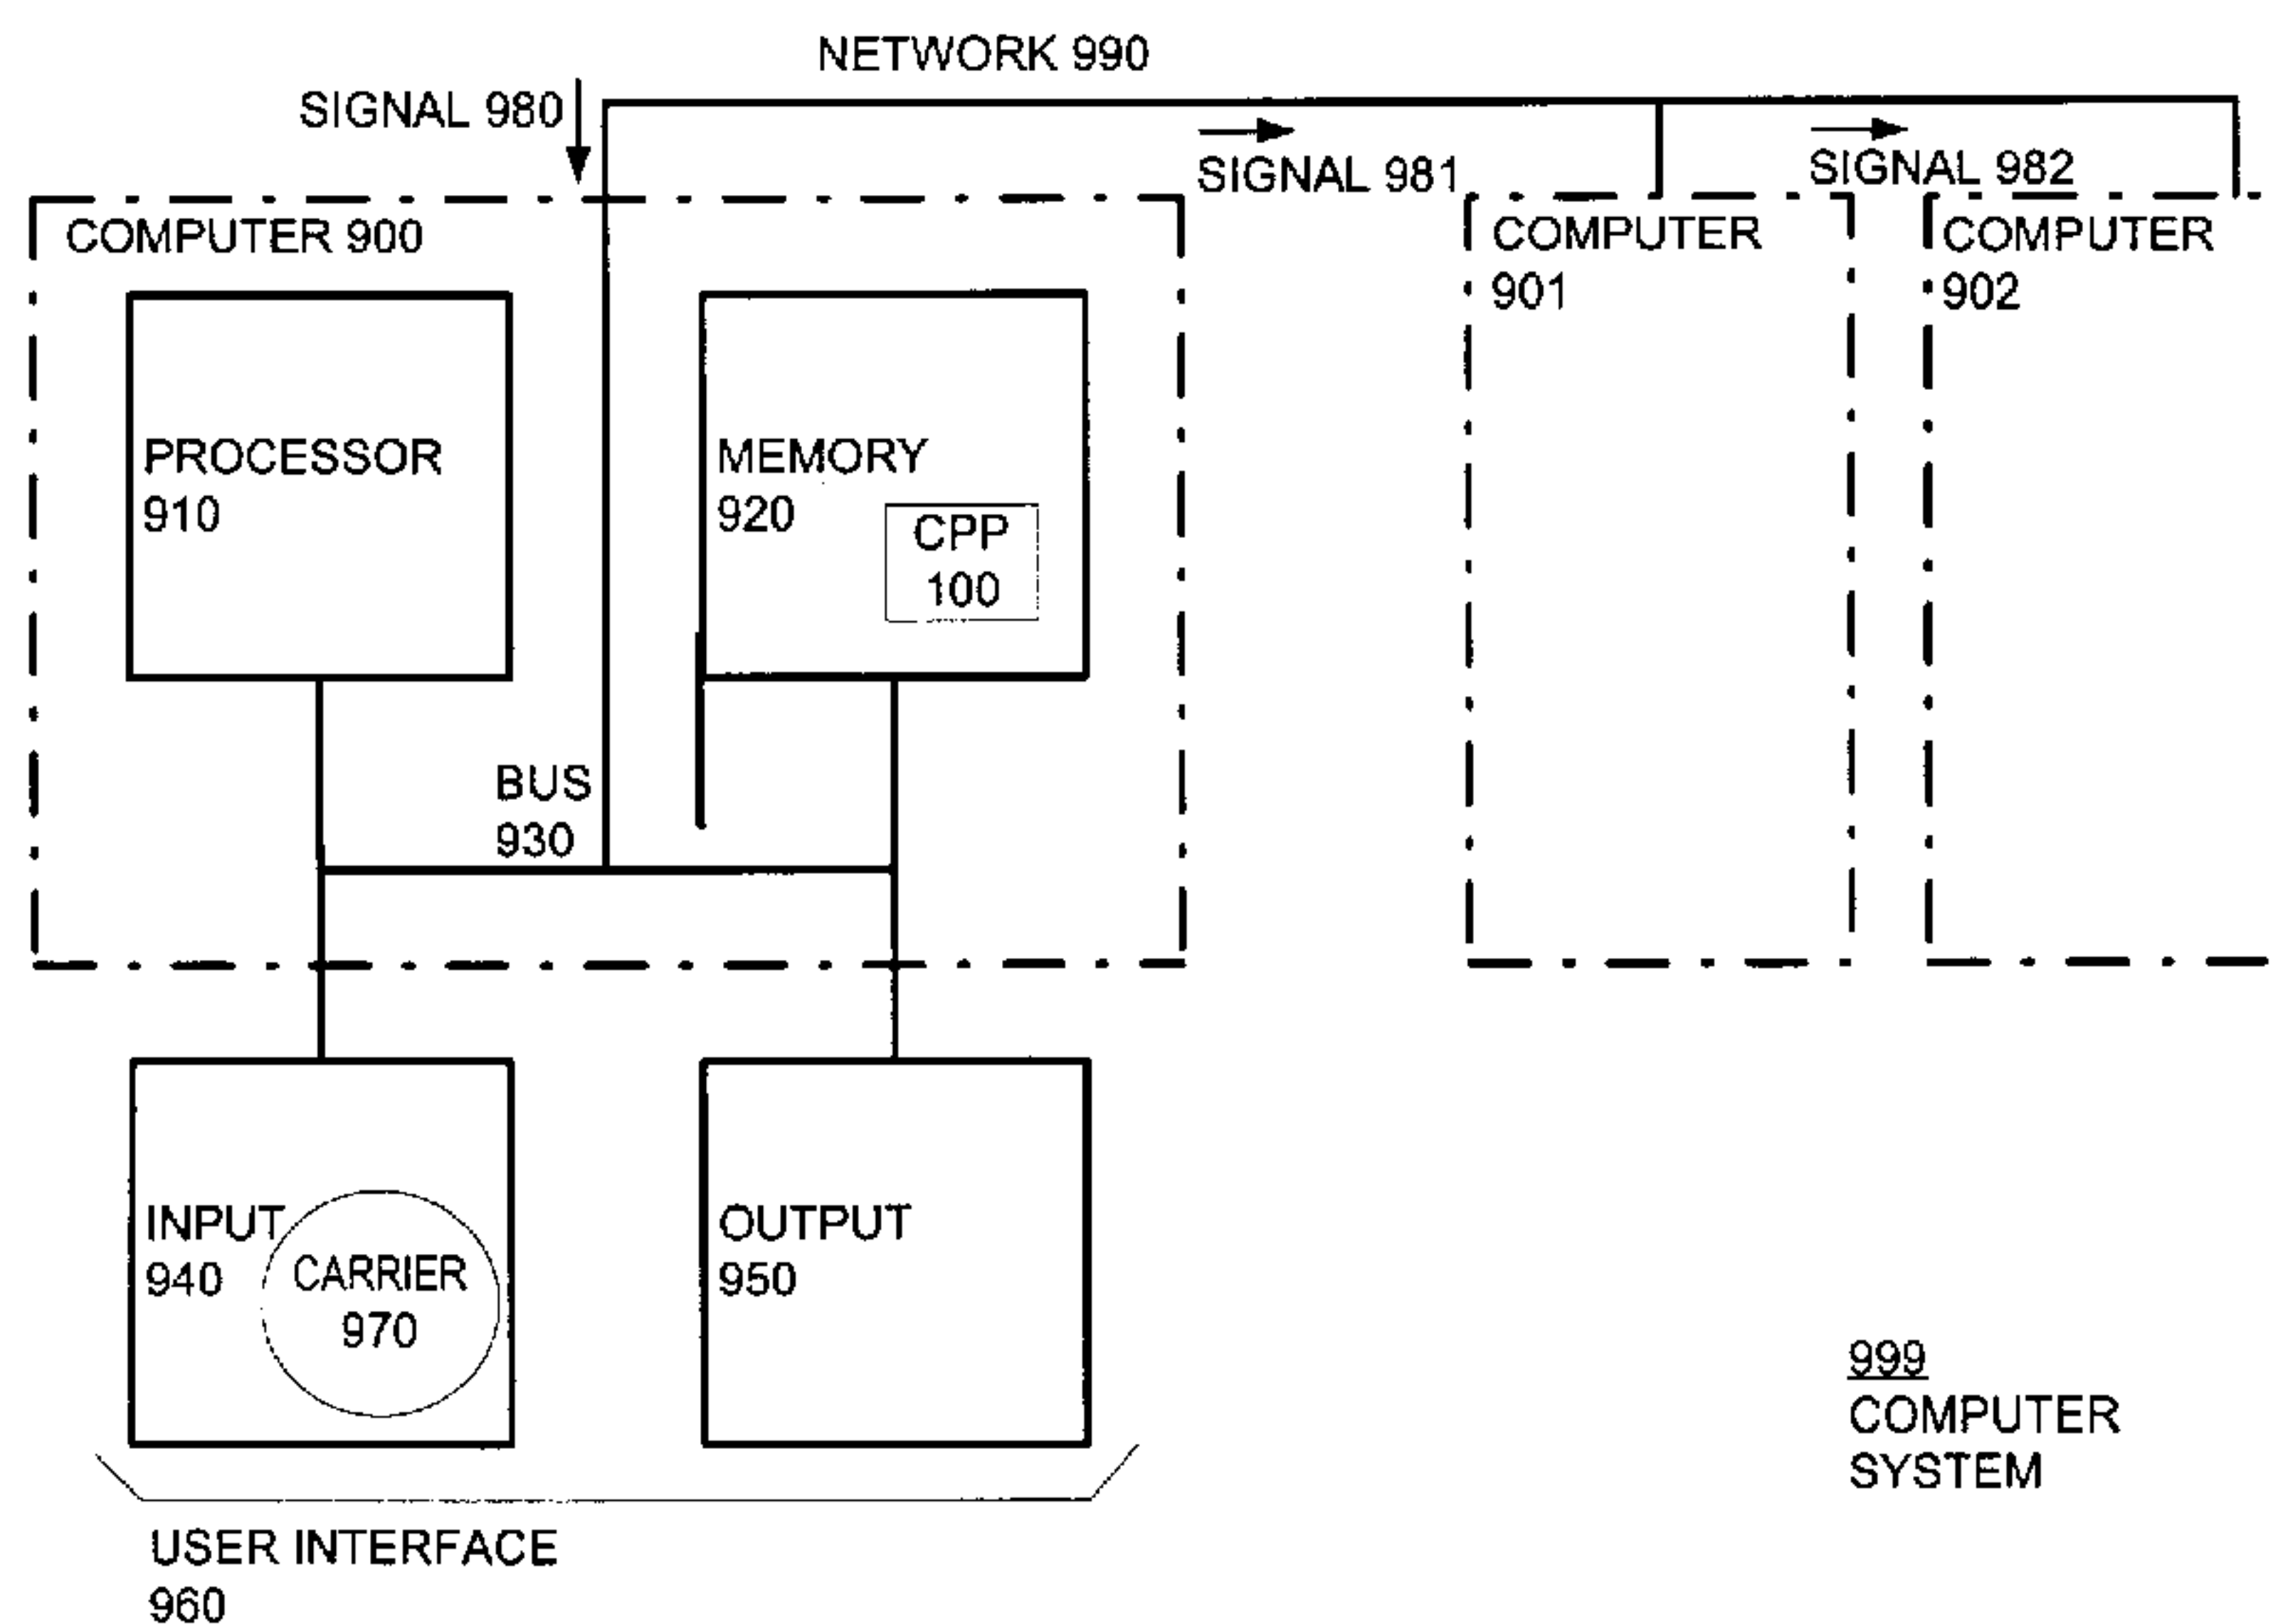 NETWORK 990
SIGNAL 980
SIGNAL 981
SIGNAL 982
COMPUTER 900
COMPUTER
901
COMPUTER
902
PROCESSOR
910
MEMORY
920
CPP
100
BUS
930
INPUT
940
CARRIER
970
OUTPUT
950
999
COMPUTER
SYSTEM
USER INTERFACE
960